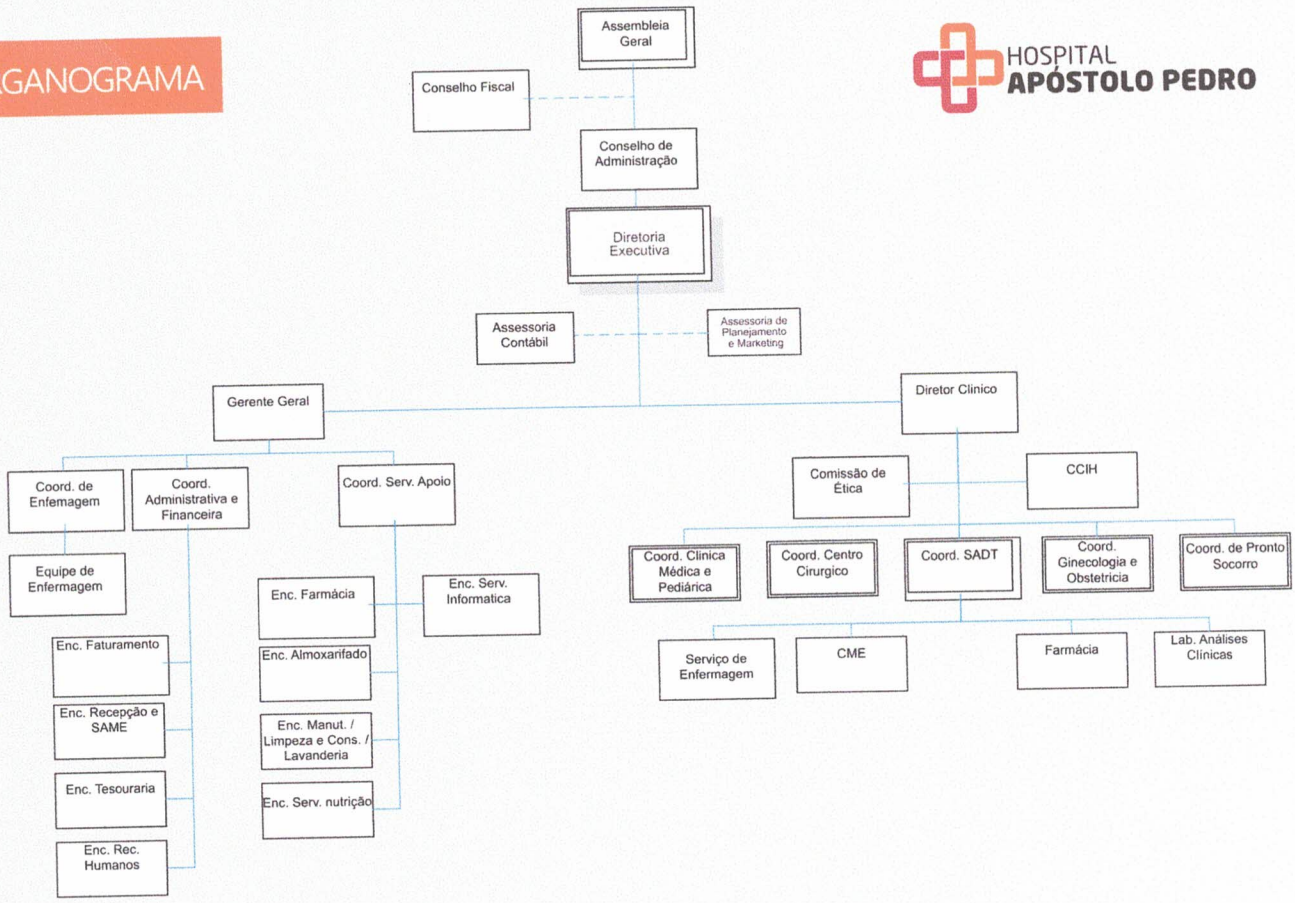 GANOGRAMA
HOSPITAL
APÓSTOLO PEDRO
Assembleia
Geral
Conselho Fiscal
Conselho de
Administração
Diretoria
Executiva
Assessoria
Contábil
Assessoria de
Planejamento
e Marketing
Gerente Geral
Diretor Clinico
Comissão de
Ética
CCIH
Coord. de
Enfemagem
Coord.
Administrativa e
Financeira
Coord. Serv. Apoio
Equipe de
Enfermagem
Coord. Clinica
Médica e
Pediárica
Coord. Centro
Cirurgico
Coord. SADT
Coord.
Ginecologia e
Obstetricia
Coord. de Pronto
Socorro
Enc. Farmácia
Enc. Serv.
Informatica
Enc. Faturamento
Enc. Almoxarifado
Serviço de
Enfermagem
CME
Farmácia
Lab. Análises
Clínicas
Enc. Recepção e
SAME
Enc. Manut. /
Limpeza e Cons. /
Lavanderia
Enc. Tesouraria
Enc. Serv. nutrição
Enc. Rec.
Humanos